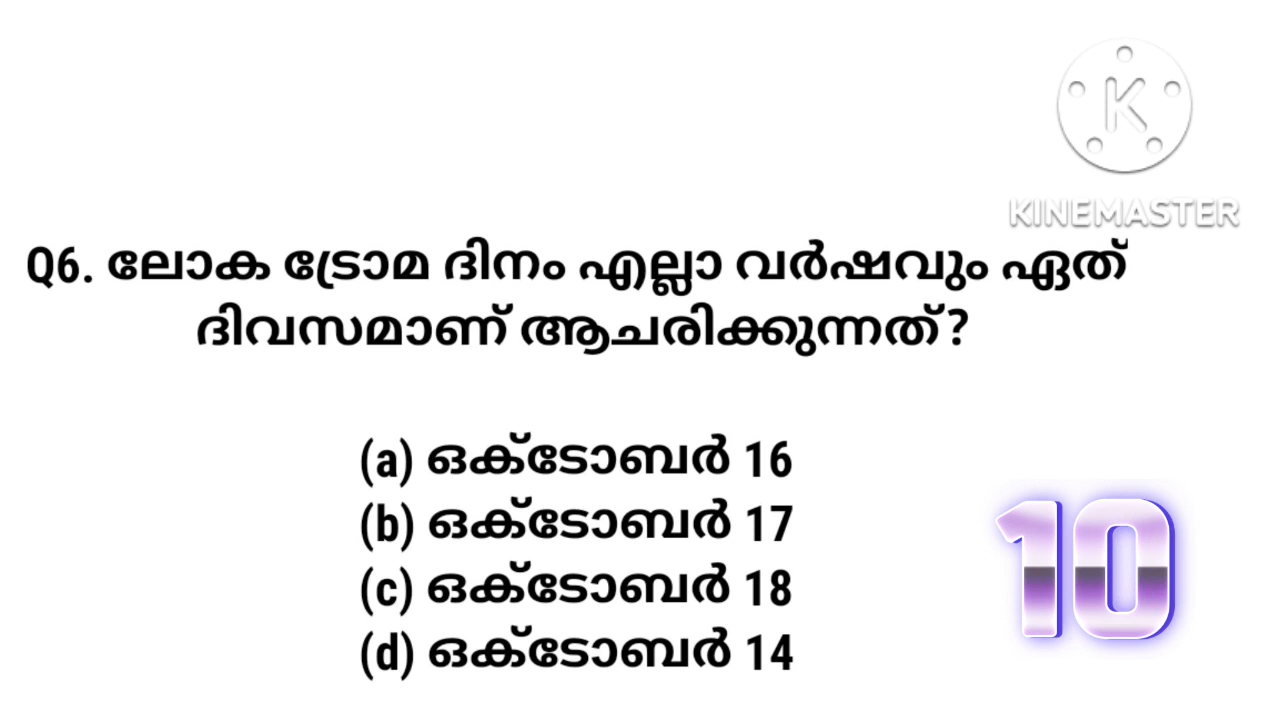 KINEMASTER
Q6. ലോക ട്രോമ ദിനം എല്ലാ വർഷവും ഏത്
ദിവസമാണ് ആചരിക്കുന്നത്?
(a) ഒക്ടോബർ 16
(b) ഒക്ടോബർ 17
(c) ഒക്ടോബർ 18
(d) ഒക്ടോബർ 14
10